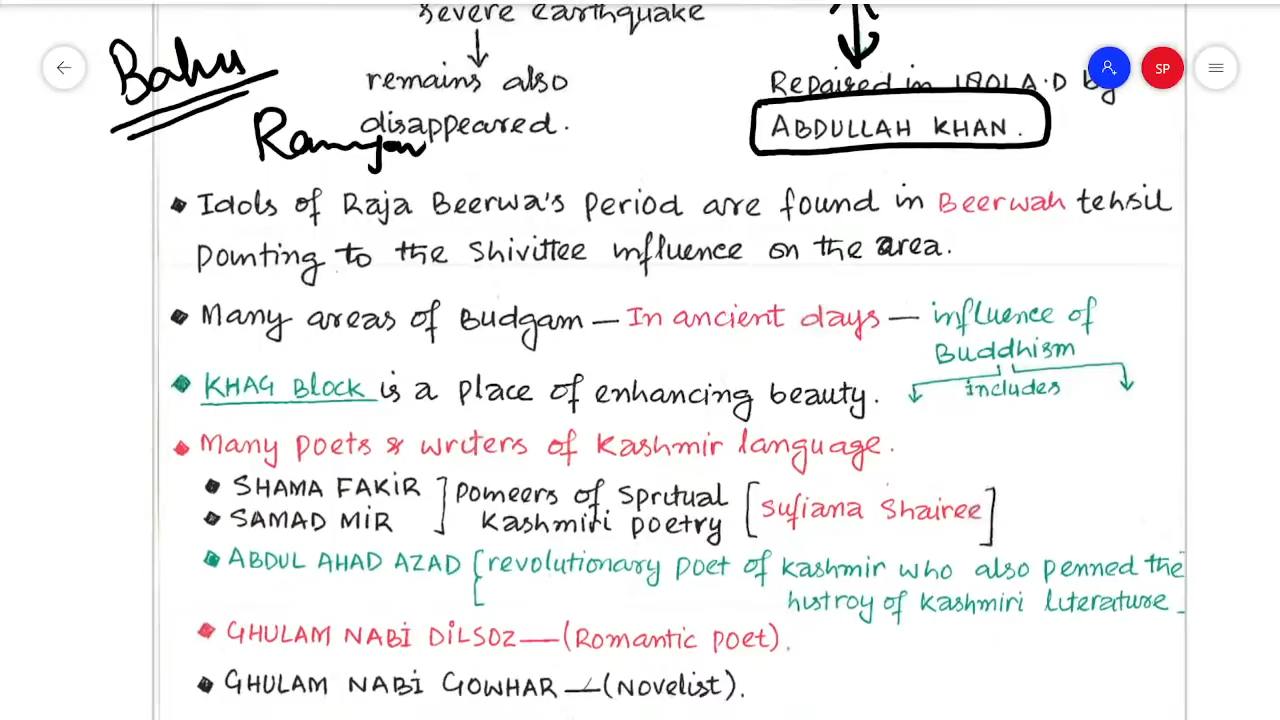 severe earthquake
Bahu
remains also
Repaired in 1801 A.D by
SP
disappeared.
ABDULLAH KHAN.
Idols of Raja Beerwa's Period are found in Beerwah tehsil
Pointing to the Shivittee influence on the area.
Many areas of Budgam — In ancient days — influence of
Buddhism
includes
KHAG BLOCK is a place of enhancing beauty.
Many poets & writers of Kashmir language.
SHAMA FAKIR
SAMAD MIR
] Pomeers of Spritual
Kashmiri poetry
[Sufiana Shairee]
ABDUL AHAD AZAD [revolutionary poet of Kashmir who also penned the
histroy of Kashmiri literature
GHULAM NABI DILSOZ — (Romantic poet).
GHULAM NABI GOWHAR — (Novelist).